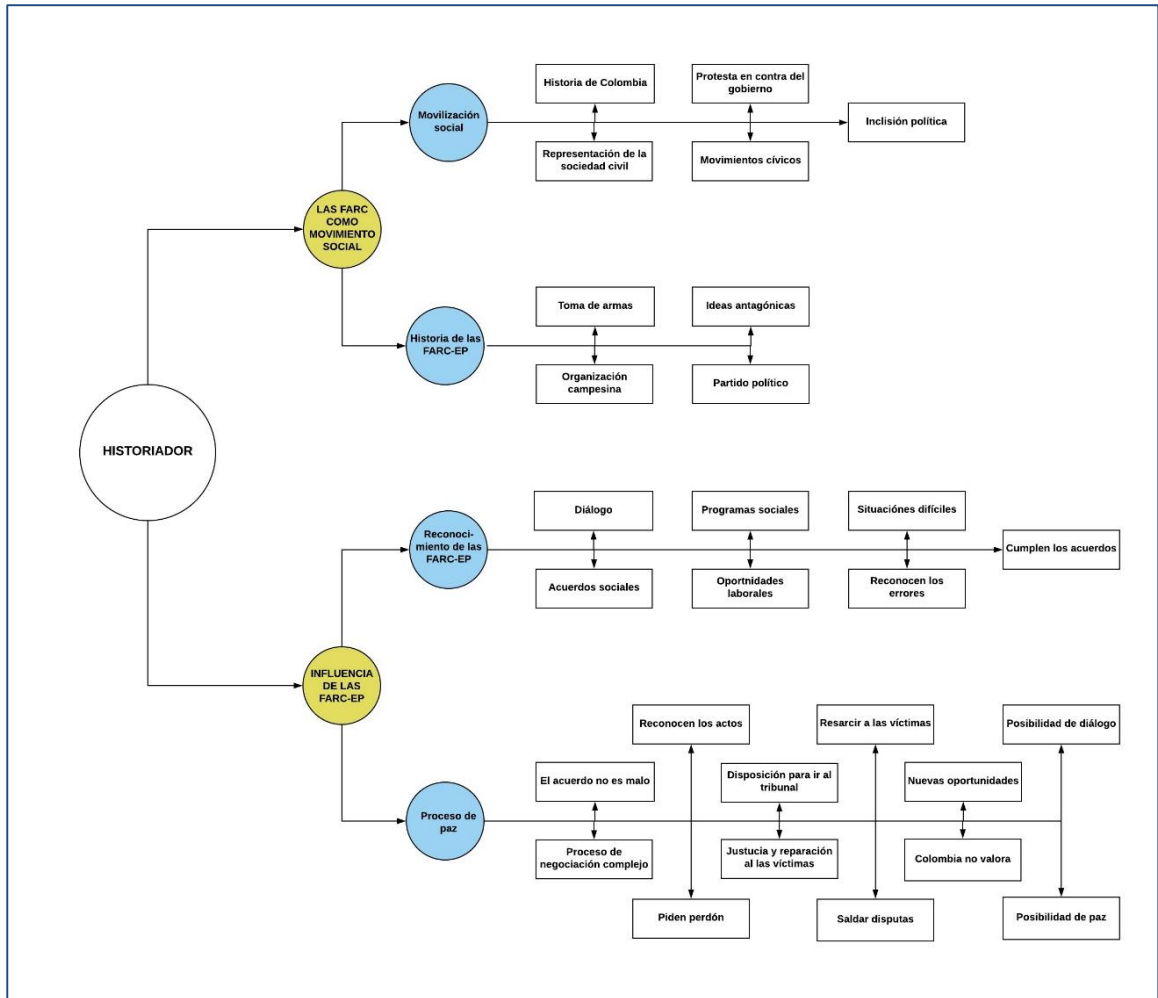 Historia de Colombia
Protesta en contra del
gobierno
Movilización
social
Inclisión política
Representación de la
sociedad civil
Movimientos cívicos
LAS FARC
COMO
MOVIMIENTO
SOCIAL
Toma de armas
Ideas antagónicas
Historia de las
FARC-EP
Organización
campesina
Partido político
HISTORIADOR
Diálogo
Programas sociales
Situaciónes difíciles
Reconoci-
miento de las
FARC-EP
Cumplen los acuerdos
Acuerdos sociales
Oportnidades
laborales
Reconocen los
errores
INFLUENCIA
DE LAS
FARC-EP
Reconocen los actos
Resarcir a las víctimas
Posibilidad de diálogo
El acuerdo no es malo
Disposición para ir al
tribunal
Nuevas oportunidades
Proceso de
paz
Proceso de
negociación complejo
Justucia y reparación
al las víctimas
Colombia no valora
Piden perdón
Saldar disputas
Posibilidad de paz